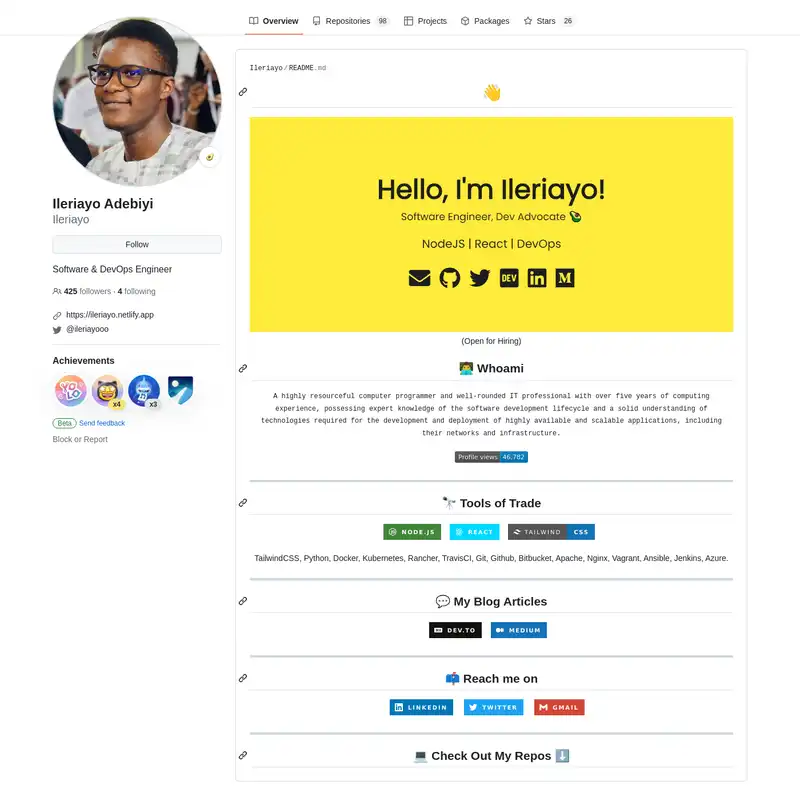 Overview Repositories 98 Projects Packages Stars 26
Ileriayo Adebiyi
Ileriayo
Follow
Software & DevOps Engineer
425 followers · 4 following
https://ileriayo.netlify.app
@ileriayooo
Achievements
YOLO
x4
x3
Beta Send feedback
Block or Report
Ileriayo/README.md
Hello, I'm Ileriayo!
Software Engineer, Dev Advocate
NodeJS | React | DevOps
DEV in M
(Open for Hiring)
Whoami
A highly resourceful computer programmer and well-rounded IT professional with over five years of computing
experience, possessing expert knowledge of the software development lifecycle and a solid understanding of
technologies required for the development and deployment of highly available and scalable applications, including
their networks and infrastructure.
Profile views 46,782
Tools of Trade
NODE.JS REACT TAILWIND CSS
TailwindCSS, Python, Docker, Kubernetes, Rancher, TravisCI, Git, Github, Bitbucket, Apache, Nginx, Vagrant, Ansible, Jenkins, Azure.
My Blog Articles
DEV.TO MEDIUM
Reach me on
LINKEDIN TWITTER GMAIL
Check Out My Repos